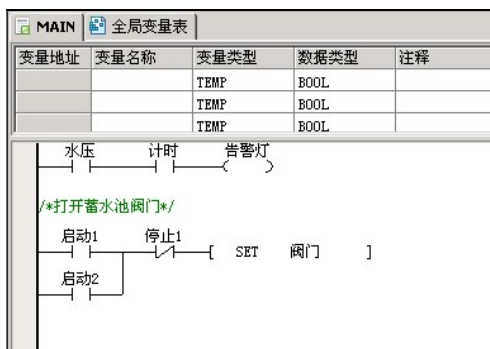 MAIN 全局变量表
变量地址 变量名称 变量类型 数据类型 注释
TEMP BOOL
TEMP BOOL
TEMP BOOL
水压 计时 告警灯
/*打开蓄水池阀门*/
启动1 停止1
SET 阀门
启动2